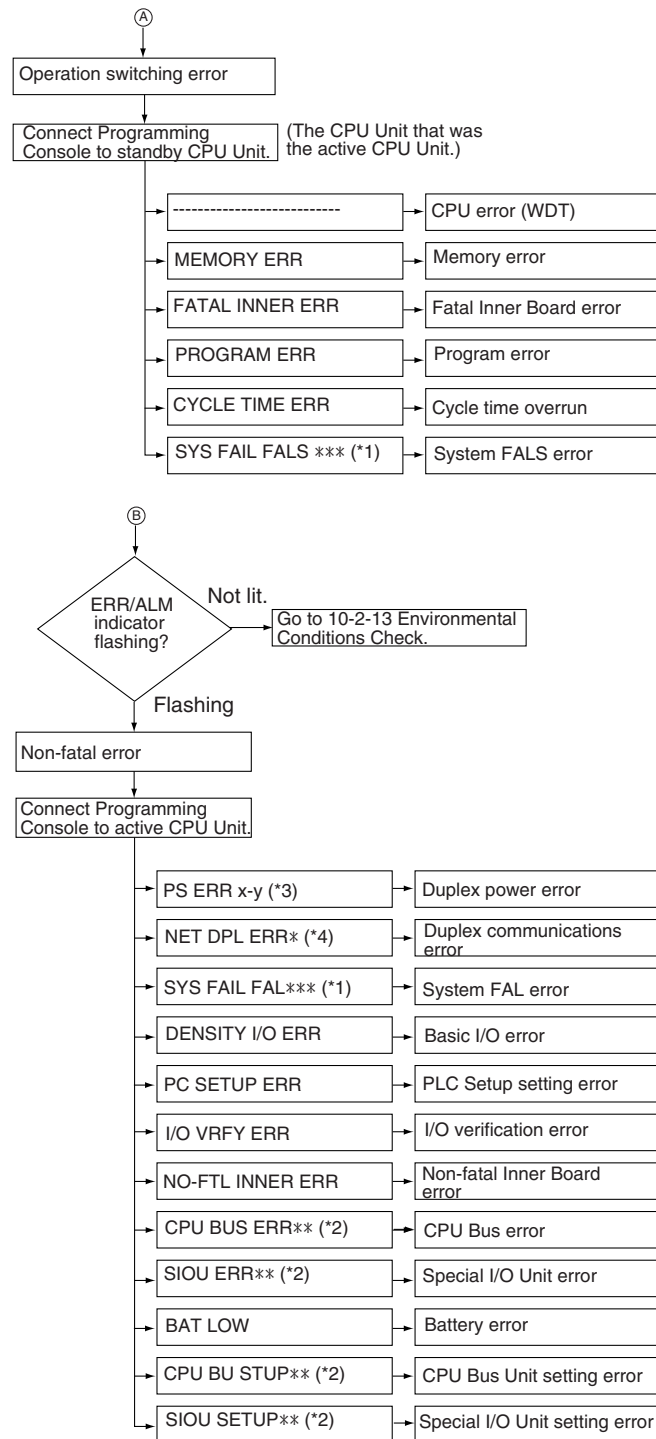 A
Operation switching error
Connect Programming
Console to standby CPU Unit.
(The CPU Unit that was
the active CPU Unit.)
---------------------------
CPU error (WDT)
MEMORY ERR
Memory error
FATAL INNER ERR
Fatal Inner Board error
PROGRAM ERR
Program error
CYCLE TIME ERR
Cycle time overrun
SYS FAIL FALS *** (*1)
System FALS error
B
ERR/ALM
indicator
flashing?
Not lit.
Go to 10-2-13 Environmental
Conditions Check.
Flashing
Non-fatal error
Connect Programming
Console to active CPU Unit.
PS ERR x-y (*3)
Duplex power error
NET DPL ERR* (*4)
Duplex communications
error
SYS FAIL FAL*** (*1)
System FAL error
DENSITY I/O ERR
Basic I/O error
PC SETUP ERR
PLC Setup setting error
I/O VRFY ERR
I/O verification error
NO-FTL INNER ERR
Non-fatal Inner Board
error
CPU BUS ERR** (*2)
CPU Bus error
SIOU ERR** (*2)
Special I/O Unit error
BAT LOW
Battery error
CPU BU STUP** (*2)
CPU Bus Unit setting error
SIOU SETUP** (*2)
Special I/O Unit setting error